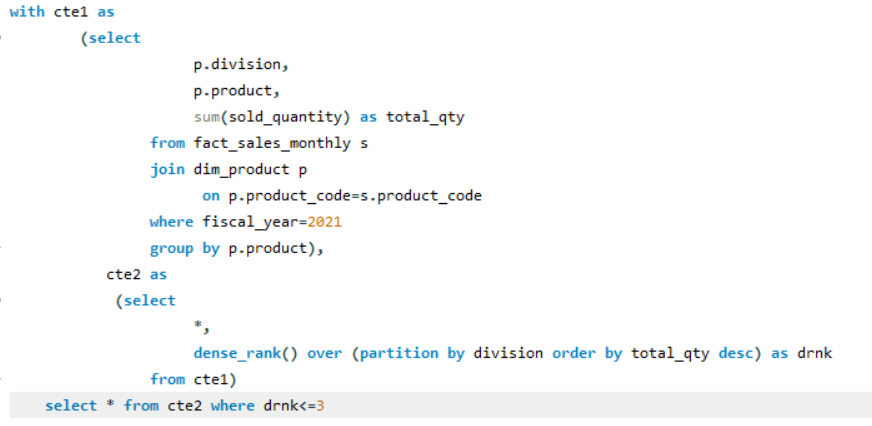 with cte1 as
(select
p.division,
p.product,
sum(sold_quantity) as total_qty
from fact_sales_monthly s
join dim_product p
on p.product_code=s.product_code
where fiscal_year=2021
group by p.product),
cte2 as
(select
*,
dense_rank() over (partition by division order by total_qty desc) as drnk
from cte1)
select * from cte2 where drnk<=3